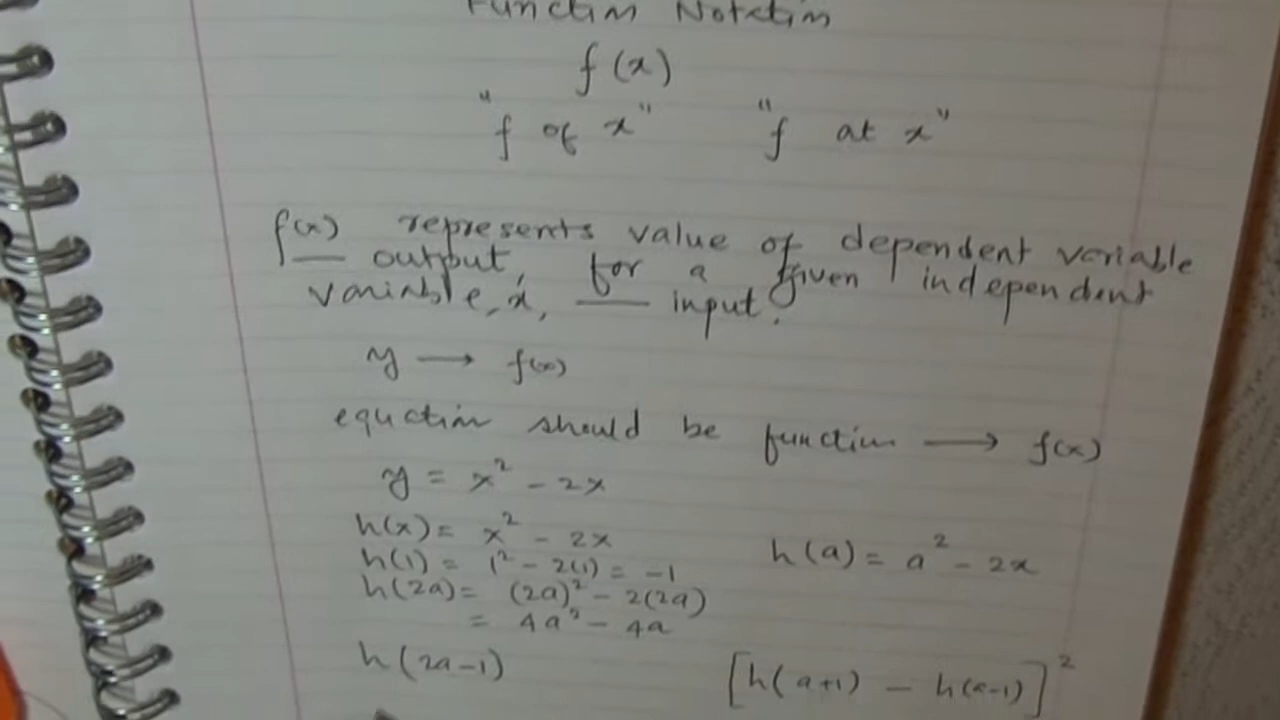 Function Notation
f(x)
"f of x" "f at x"
f(x) represents value of dependent variable
— output, for a given independent
variable, x, — input.
y → f(x)
equation should be function → f(x)
y = x² - 2x
h(x) = x² - 2x
h(1) = 1² - 2(1) = -1 h(a) = a² - 2x
h(2a) = (2a)² - 2(2a)
= 4a² - 4a
h(2a-1) [h(a+1) - h(a-1)]²